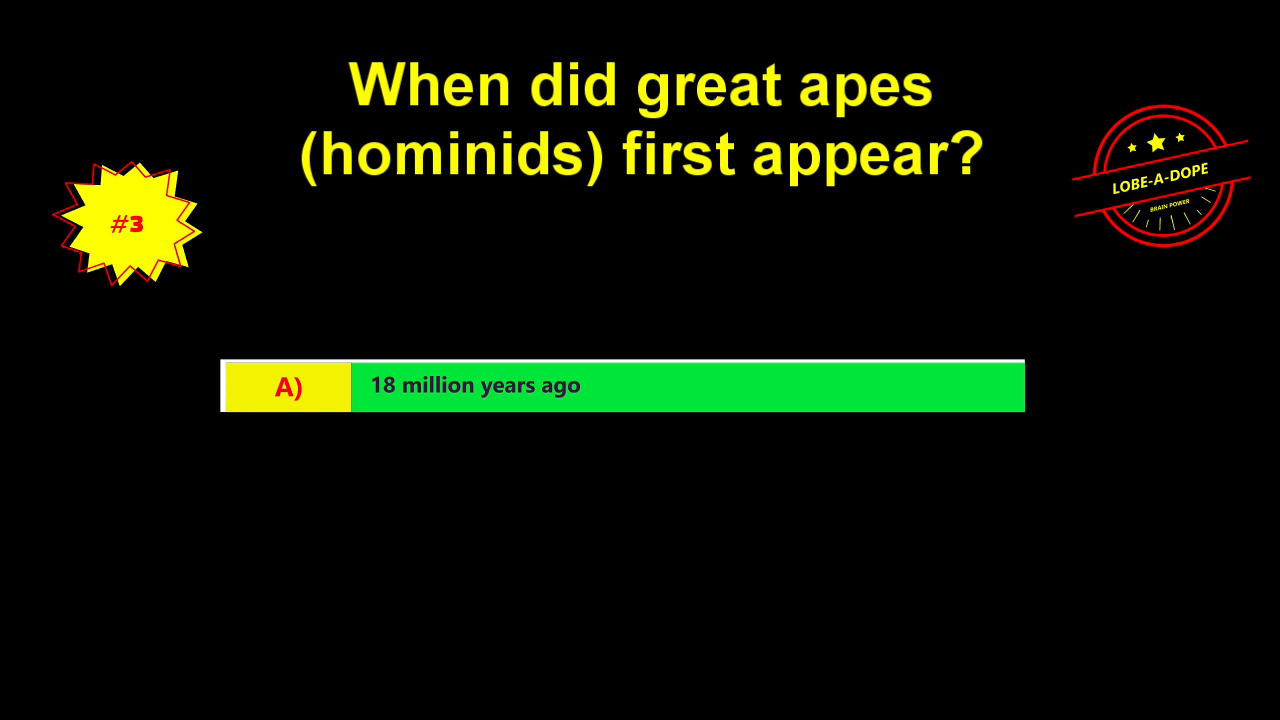 When did great apes
(hominids) first appear?
#3
LOBE-A-DOPE
BRAIN POWER
A) 18 million years ago